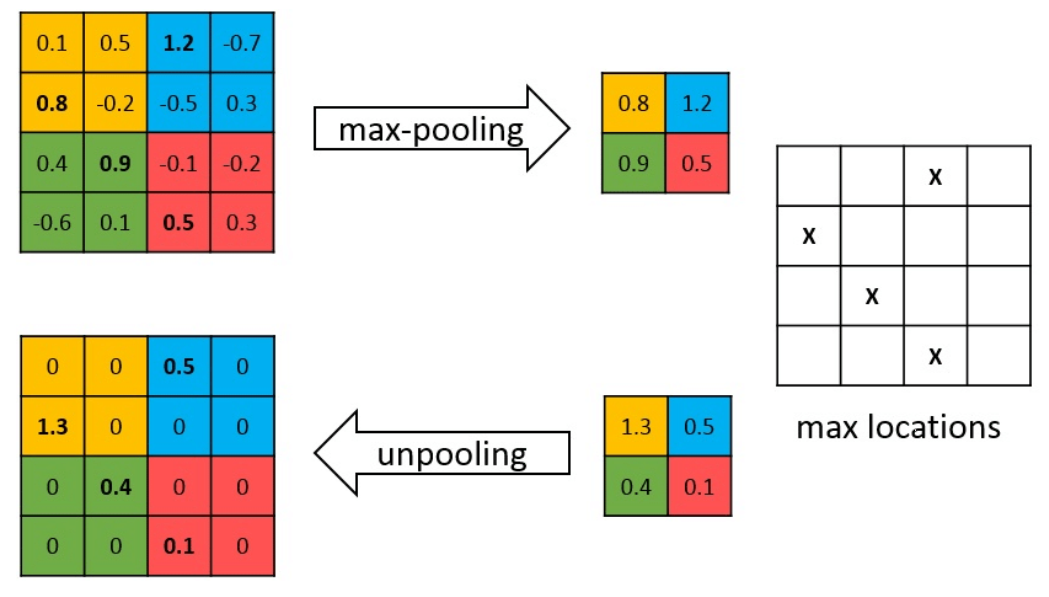 0.1 0.5 1.2 -0.7
0.8 -0.2 -0.5 0.3
0.4 0.9 -0.1 -0.2
-0.6 0.1 0.5 0.3
max-pooling
0.8 1.2
0.9 0.5
X
X
X
X
max locations
0 0 0.5 0
1.3 0 0 0
0 0.4 0 0
0 0 0.1 0
unpooling
1.3 0.5
0.4 0.1